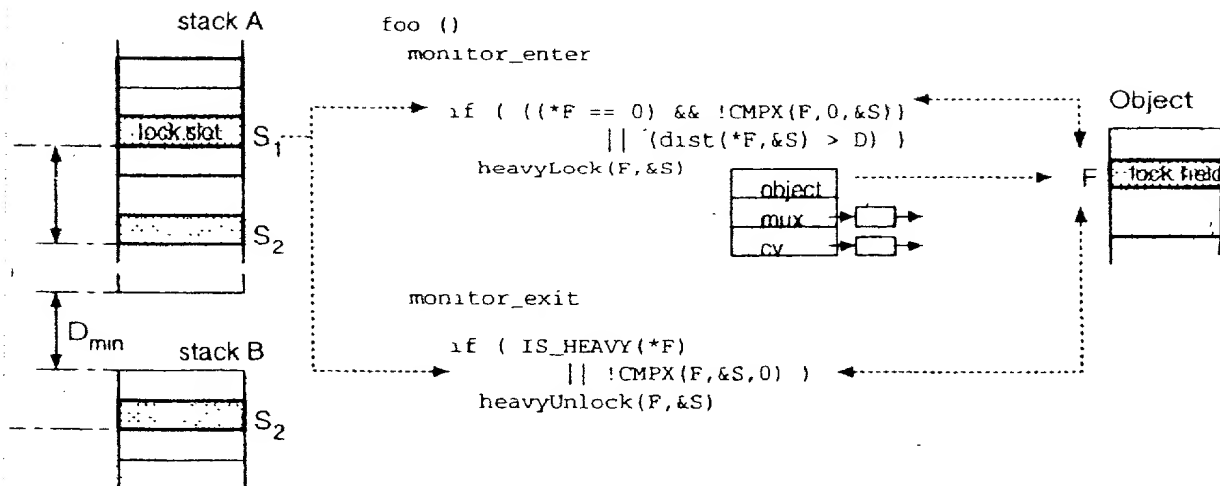 stack A
lock slot
S1
S2
Dmin
stack B
S2
foo ()
monitor_enter
if ( ((*F == 0) && !CMPX(F,0,&S))
|| (dist(*F,&S) > D) )
heavyLock(F,&S)
object
mux
cv
monitor_exit
if ( IS_HEAVY(*F)
|| !CMPX(F,&S,0) )
heavyUnlock(F,&S)
Object
F
lock field